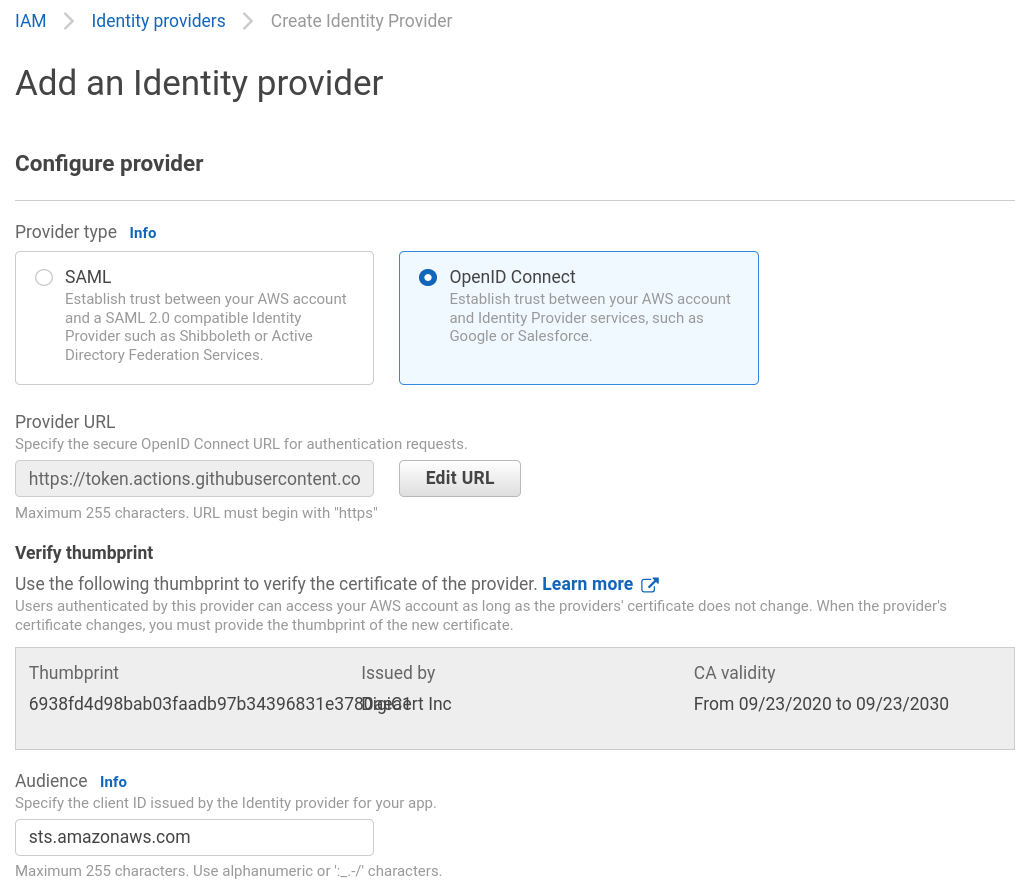 IAM > Identity providers > Create Identity Provider
Add an Identity provider
Configure provider
Provider type Info
SAML
Establish trust between your AWS account
and a SAML 2.0 compatible Identity
Provider such as Shibboleth or Active
Directory Federation Services.
OpenID Connect
Establish trust between your AWS account
and Identity Provider services, such as
Google or Salesforce.
Provider URL
Specify the secure OpenID Connect URL for authentication requests.
https://token.actions.githubusercontent.co
Edit URL
Maximum 255 characters. URL must begin with "https"
Verify thumbprint
Use the following thumbprint to verify the certificate of the provider. Learn more
Users authenticated by this provider can access your AWS account as long as the providers' certificate does not change. When the provider's
certificate changes, you must provide the thumbprint of the new certificate.
Thumbprint Issued by CA validity
6938fd4d98bab03faadb97b34396831e3780aea1 DigiCert Inc From 09/23/2020 to 09/23/2030
Audience Info
Specify the client ID issued by the Identity provider for your app.
sts.amazonaws.com
Maximum 255 characters. Use alphanumeric or ':_.-/' characters.